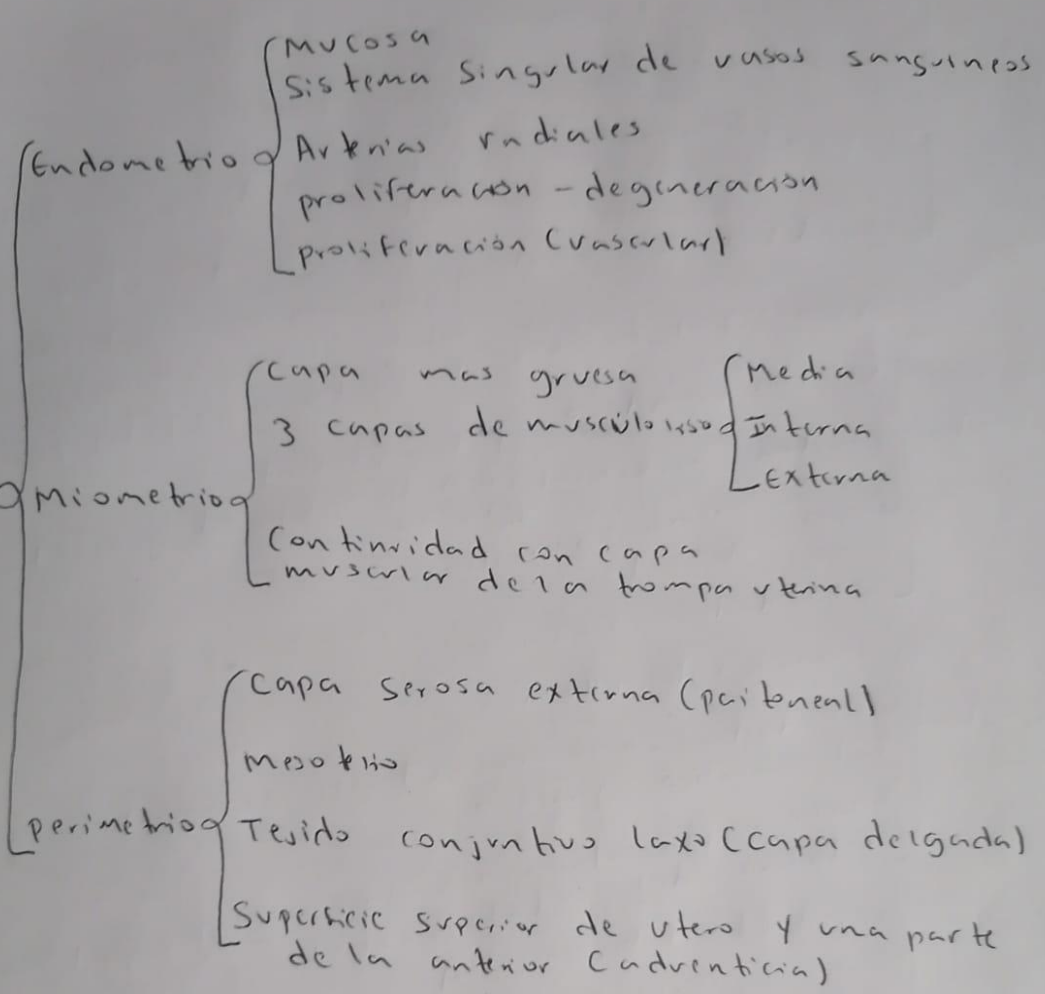 Mucosa
Sistema singular de vasos sanguineos
Endometrio
Arterias radiales
proliferación - degeneración
proliferación (vascular)
Capa mas gruesa
3 capas de musculo liso
Media
Interna
Externa
Miometrio
Continuidad con capa
muscular de la trompa uterina
Capa serosa externa (peritoneal)
mesotelio
Perimetrio
Tejido conjuntivo laxo (capa delgada)
Superficie superior de utero y una parte
de la anterior (adventicia)